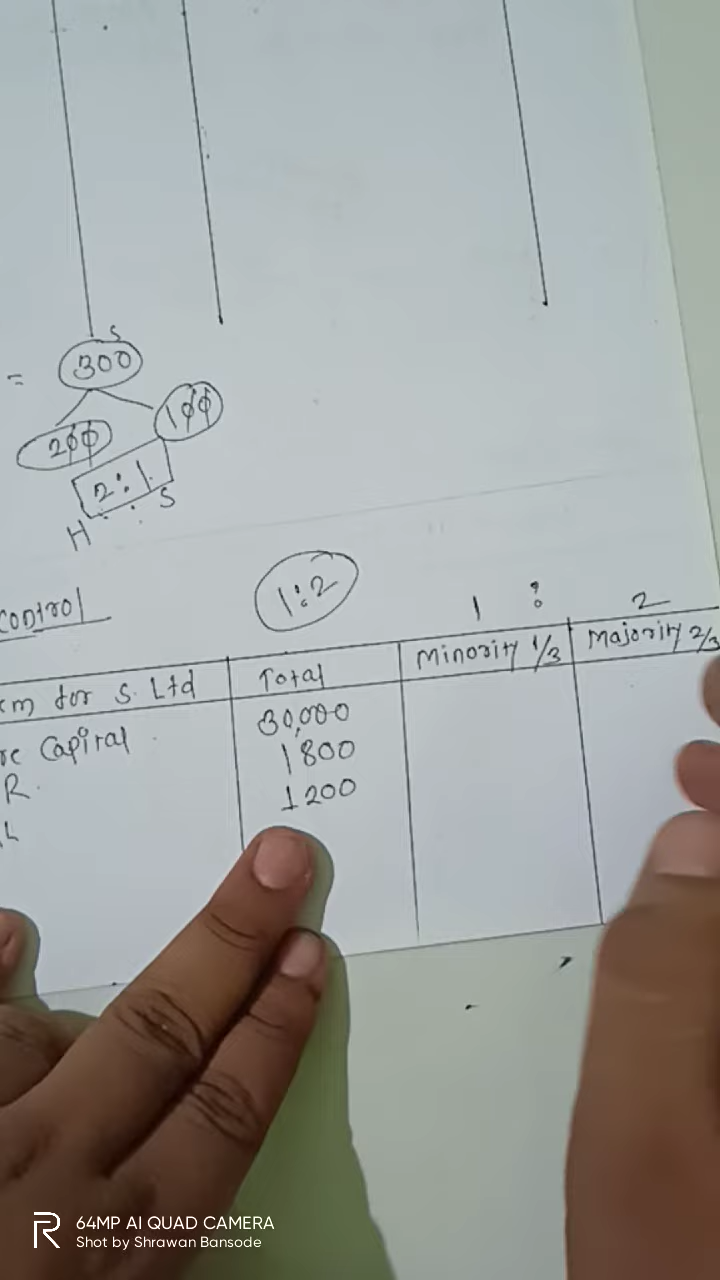 S
= 300
200 100
2:1
H : S
control
1:2
1 : 2
m for S. Ltd Total Minority 1/3 Majority 2/3
re Capital 30,000
R. 1800
L 1200
R 64MP AI QUAD CAMERA
Shot by Shrawan Bansode